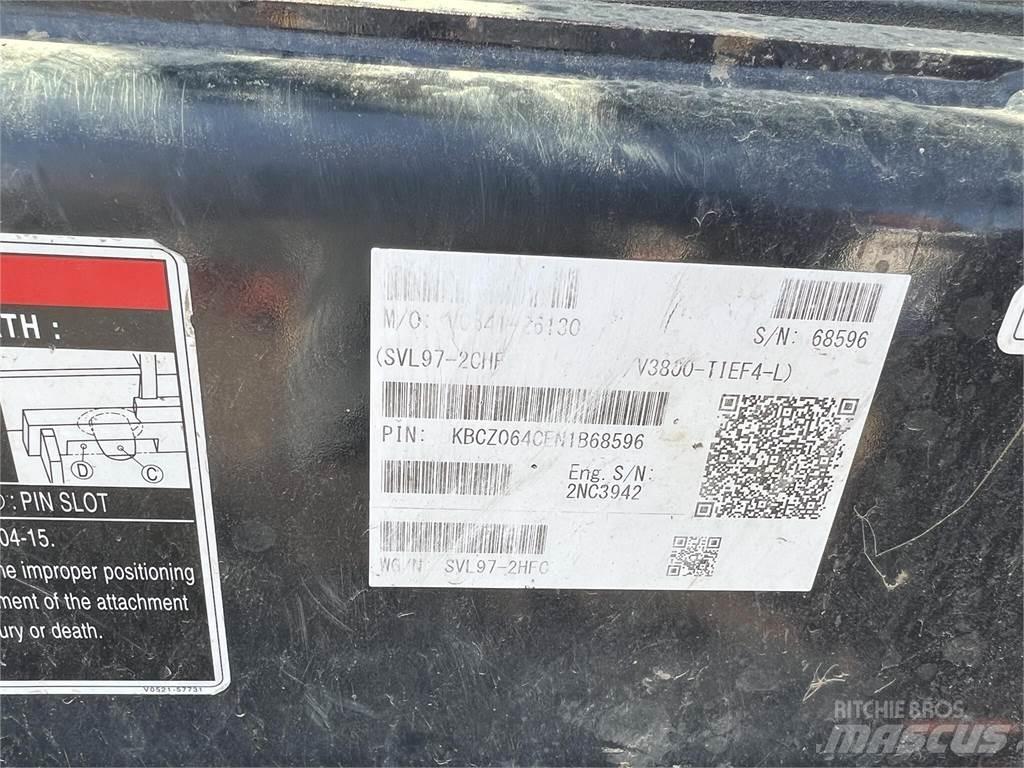 TH :
D
C
: PIN SLOT
04-15.
he improper positioning
ment of the attachment
ury or death.
V0521-57731
M/O: 26130
S/N: 68596
(SVL97-2CHF /V3800-TIEF4-L)
PIN: KBCZ064CEN1B68596
Eng. S/N:
2NC3942
WG/N: SVL97-2HFC
RITCHIE BROS.
MASCUS